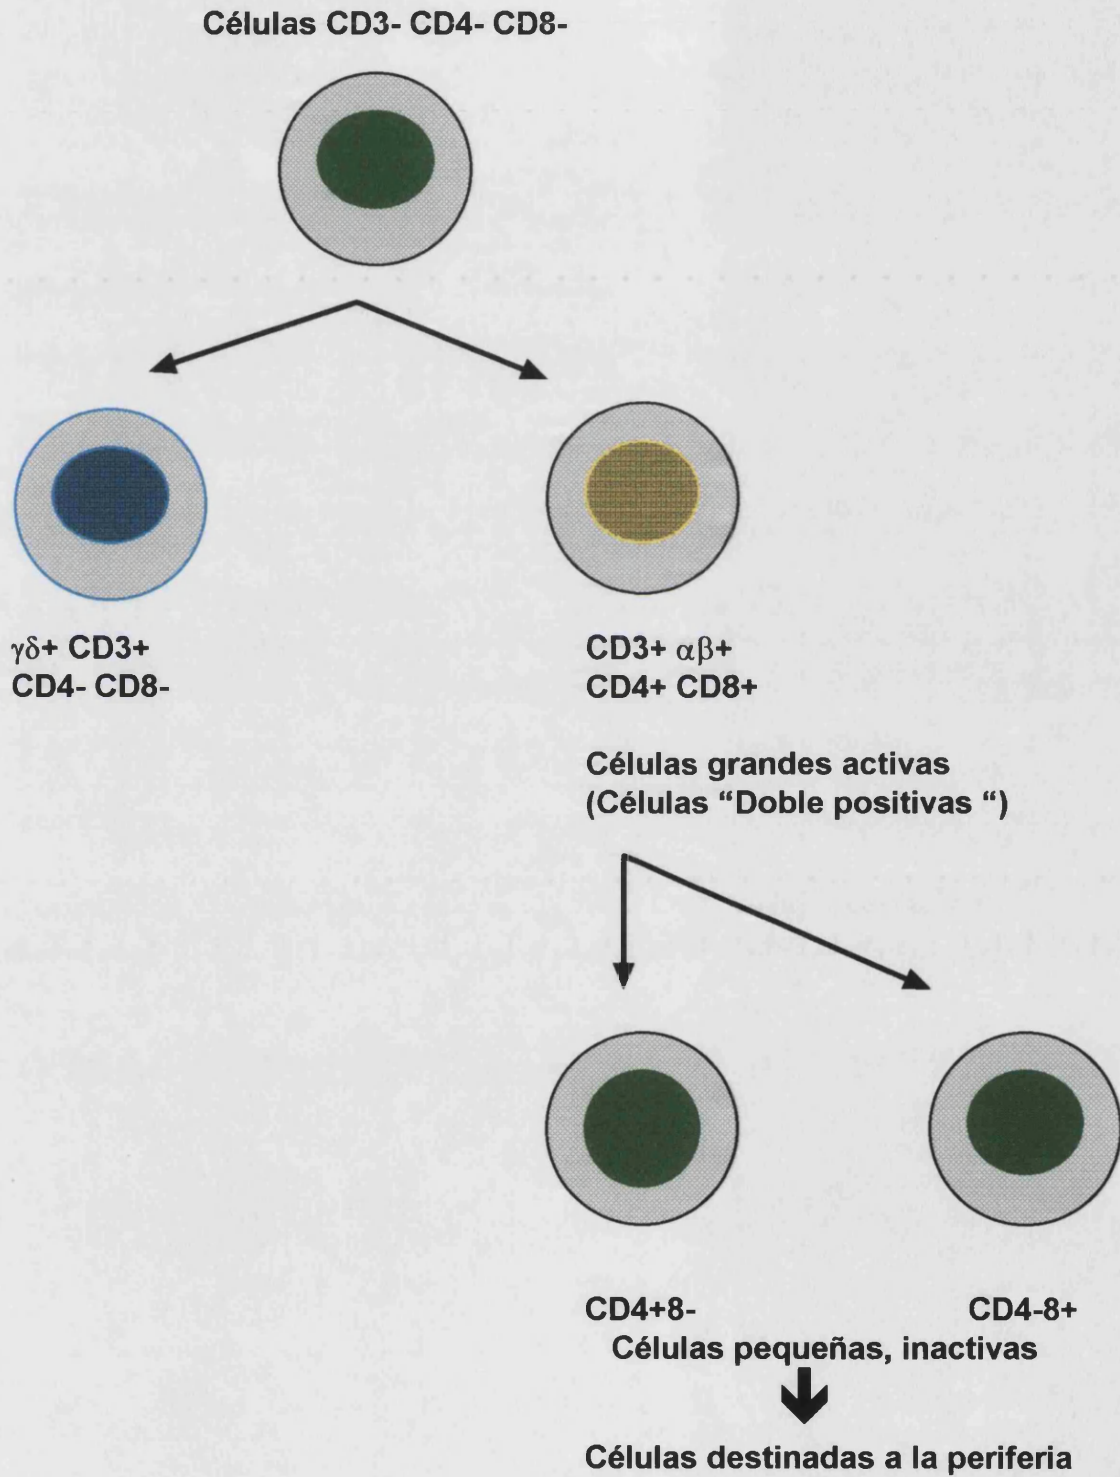 Células CD3- CD4- CD8-
γδ+ CD3+
CD4- CD8-
CD3+ αβ+
CD4+ CD8+
Células grandes activas
(Células “Doble positivas “)
CD4+8-
CD4-8+
Células pequeñas, inactivas
Células destinadas a la periferia